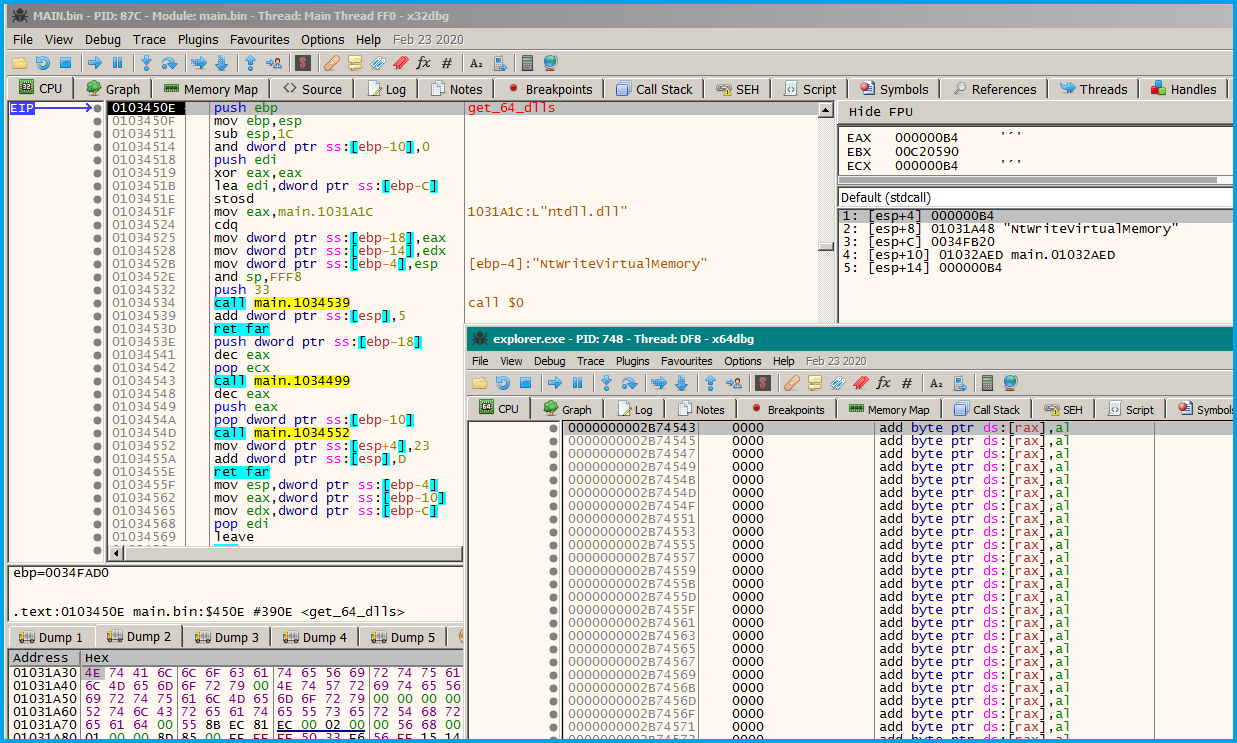 MAIN.bin - PID: 87C - Module: main.bin - Thread: Main Thread FF0 - x32dbg
File View Debug Trace Plugins Favourites Options Help Feb 23 2020
CPU Graph Memory Map Source Log Notes Breakpoints Call Stack SEH Script Symbols References Threads Handles
EIP 0103450E push ebp get_64_dlls
0103450F mov ebp,esp
01034511 sub esp,1C
01034514 and dword ptr ss:[ebp-10],0
01034518 push edi
01034519 xor eax,eax
0103451B lea edi,dword ptr ss:[ebp-C]
0103451E stosd
0103451F mov eax,main.1031A1C 1031A1C:L"ntdll.dll"
01034524 cdq
01034525 mov dword ptr ss:[ebp-18],eax
01034528 mov dword ptr ss:[ebp-14],edx
0103452B mov dword ptr ss:[ebp-4],esp [ebp-4]:"NtWriteVirtualMemory"
0103452E and sp,FFF8
01034532 push 33
01034534 call main.1034539 call $0
01034539 add dword ptr ss:[esp],5
0103453D ret far
0103453E push dword ptr ss:[ebp-18]
01034541 dec eax
01034542 pop ecx
01034543 call main.1034499
01034548 dec eax
01034549 push eax
0103454A pop dword ptr ss:[ebp-10]
0103454D call main.1034552
01034552 mov dword ptr ss:[esp+4],23
0103455A add dword ptr ss:[esp],D
0103455E ret far
0103455F mov esp,dword ptr ss:[ebp-4]
01034562 mov eax,dword ptr ss:[ebp-10]
01034565 mov edx,dword ptr ss:[ebp-C]
01034568 pop edi
01034569 leave
Hide FPU
EAX 000000B4 '´'
EBX 00C20590
ECX 000000B4 '´'
Default (stdcall)
1: [esp+4] 000000B4
2: [esp+8] 01031A48 "NtWriteVirtualMemory"
3: [esp+C] 0034FB20
4: [esp+10] 01032AED main.01032AED
5: [esp+14] 000000B4
ebp=0034FAD0
.text:0103450E main.bin:$450E #390E <get_64_dlls>
Dump 1 Dump 2 Dump 3 Dump 4 Dump 5
Address Hex
01031A30 4E 74 41 6C 6C 6F 63 61 74 65 56 69 72 74 75 61
01031A40 6C 4D 65 6D 6F 72 79 00 4E 74 57 72 69 74 65 56
01031A50 69 72 74 75 61 6C 4D 65 6D 6F 72 79 00 00 00 00
01031A60 52 74 6C 43 72 65 61 74 65 55 73 65 72 54 68 72
01031A70 65 61 64 00 55 8B EC 81 EC 00 02 00 00 56 68 00
explorer.exe - PID: 748 - Thread: DF8 - x64dbg
File View Debug Trace Plugins Favourites Options Help Feb 23 2020
CPU Graph Log Notes Breakpoints Memory Map Call Stack SEH Script Symbols
0000000002B74543 0000 add byte ptr ds:[rax],al
0000000002B74545 0000 add byte ptr ds:[rax],al
0000000002B74547 0000 add byte ptr ds:[rax],al
0000000002B74549 0000 add byte ptr ds:[rax],al
0000000002B7454B 0000 add byte ptr ds:[rax],al
0000000002B7454D 0000 add byte ptr ds:[rax],al
0000000002B7454F 0000 add byte ptr ds:[rax],al
0000000002B74551 0000 add byte ptr ds:[rax],al
0000000002B74553 0000 add byte ptr ds:[rax],al
0000000002B74555 0000 add byte ptr ds:[rax],al
0000000002B74557 0000 add byte ptr ds:[rax],al
0000000002B74559 0000 add byte ptr ds:[rax],al
0000000002B7455B 0000 add byte ptr ds:[rax],al
0000000002B7455D 0000 add byte ptr ds:[rax],al
0000000002B7455F 0000 add byte ptr ds:[rax],al
0000000002B74561 0000 add byte ptr ds:[rax],al
0000000002B74563 0000 add byte ptr ds:[rax],al
0000000002B74565 0000 add byte ptr ds:[rax],al
0000000002B74567 0000 add byte ptr ds:[rax],al
0000000002B74569 0000 add byte ptr ds:[rax],al
0000000002B7456B 0000 add byte ptr ds:[rax],al
0000000002B7456D 0000 add byte ptr ds:[rax],al
0000000002B7456F 0000 add byte ptr ds:[rax],al
0000000002B74571 0000 add byte ptr ds:[rax],al